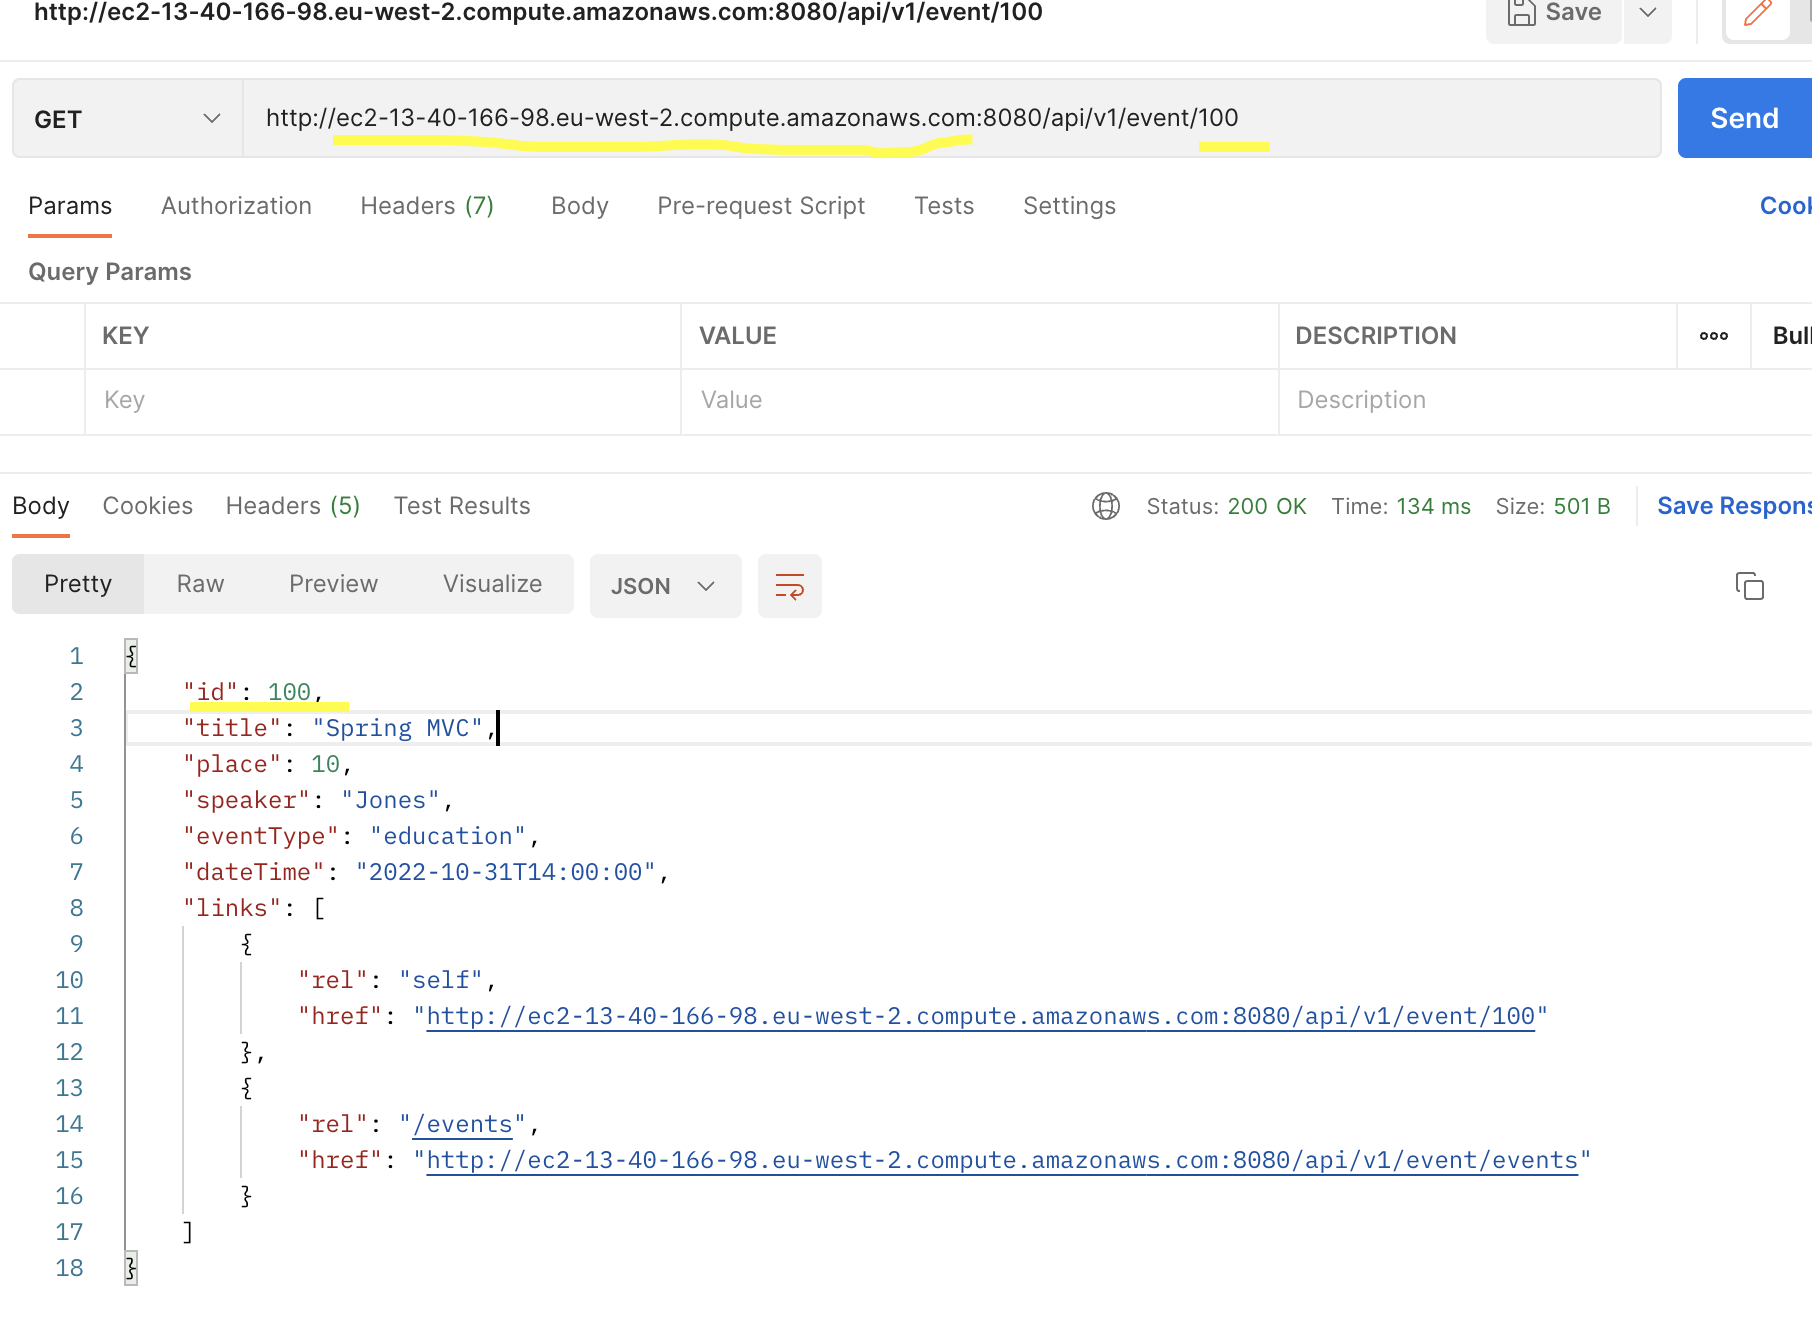 http://ec2-13-40-166-98.eu-west-2.compute.amazonaws.com:8080/api/v1/event/100
Save
GET http://ec2-13-40-166-98.eu-west-2.compute.amazonaws.com:8080/api/v1/event/100 Send
Params Authorization Headers (7) Body Pre-request Script Tests Settings Cook
Query Params
KEY VALUE DESCRIPTION ooo Bul
Key Value Description
Body Cookies Headers (5) Test Results Status: 200 OK Time: 134 ms Size: 501 B Save Respons
Pretty Raw Preview Visualize JSON
1 {
2 "id": 100,
3 "title": "Spring MVC",
4 "place": 10,
5 "speaker": "Jones",
6 "eventType": "education",
7 "dateTime": "2022-10-31T14:00:00",
8 "links": [
9 {
10 "rel": "self",
11 "href": "http://ec2-13-40-166-98.eu-west-2.compute.amazonaws.com:8080/api/v1/event/100"
12 },
13 {
14 "rel": "/events",
15 "href": "http://ec2-13-40-166-98.eu-west-2.compute.amazonaws.com:8080/api/v1/event/events"
16 }
17 ]
18 }